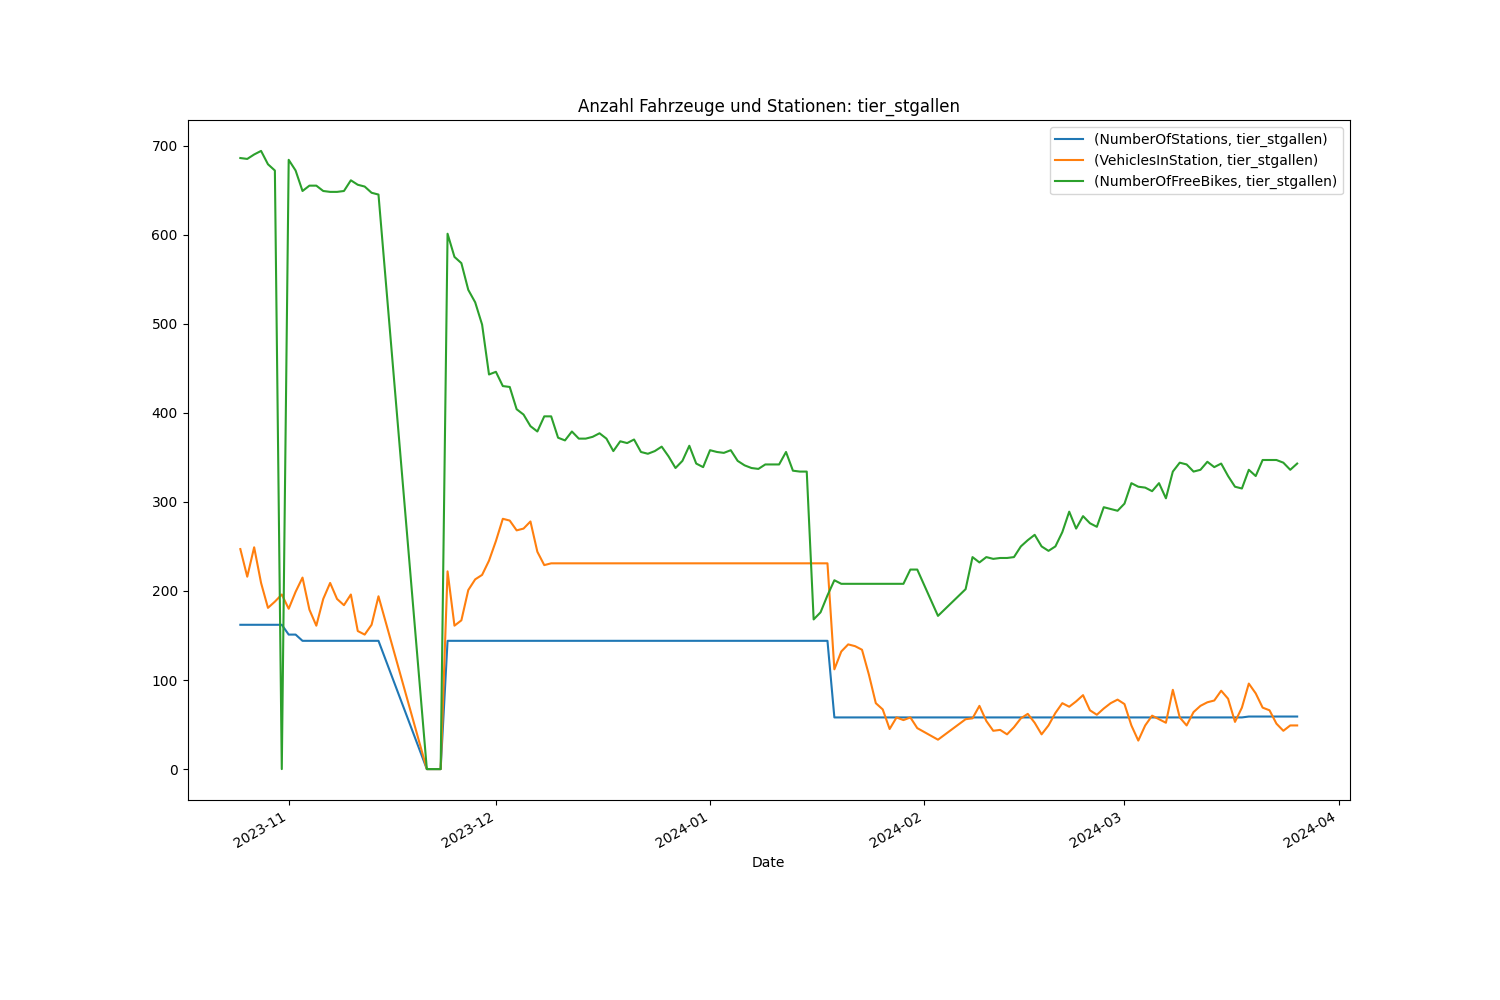 Anzahl Fahrzeuge und Stationen: tier_stgallen
(NumberOfStations, tier_stgallen)
(VehiclesInStation, tier_stgallen)
(NumberOfFreeBikes, tier_stgallen)
700
600
500
400
300
200
100
0
2023-11
2023-12
2024-01
2024-02
2024-03
2024-04
Date